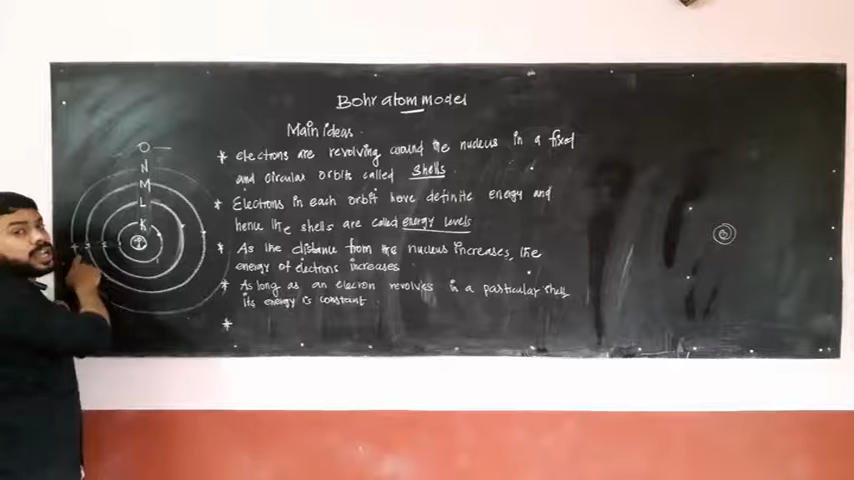 Bohr atom model
Main ideas.
* Electrons are revolving around the nucleus in a fixed
and circular orbits called shells.
* Electrons in each orbit have definite energy and
hence the shells are called energy levels
* As the distance from the nucleus increases, the
energy of electrons increases
* As long as an elecron revolves in a particular shell
its energy is constant
*
O
N
M
L
K